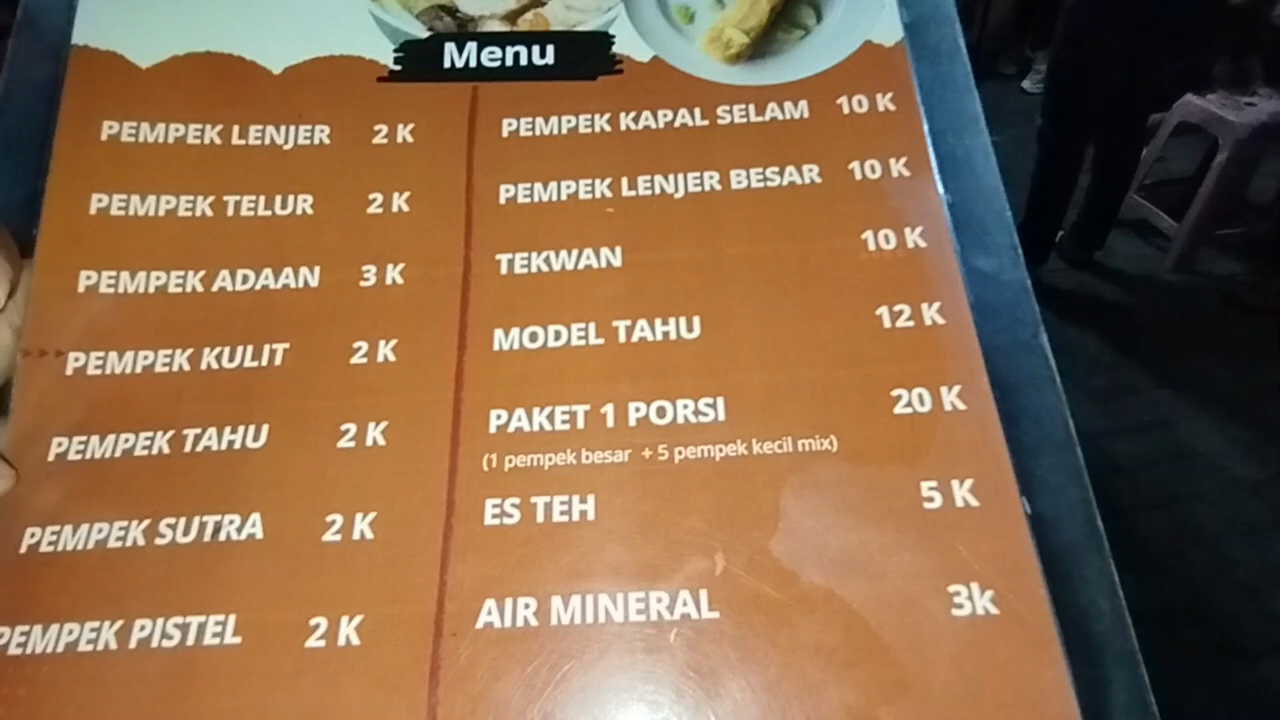 Menu
PEMPEK LENJER 2 K
PEMPEK TELUR 2 K
PEMPEK ADAAN 3 K
PEMPEK KULIT 2 K
PEMPEK TAHU 2 K
PEMPEK SUTRA 2 K
PEMPEK PISTEL 2 K
PEMPEK KAPAL SELAM 10 K
PEMPEK LENJER BESAR 10 K
TEKWAN 10 K
MODEL TAHU 12 K
PAKET 1 PORSI 20 K
(1 pempek besar + 5 pempek kecil mix)
ES TEH 5 K
AIR MINERAL 3k